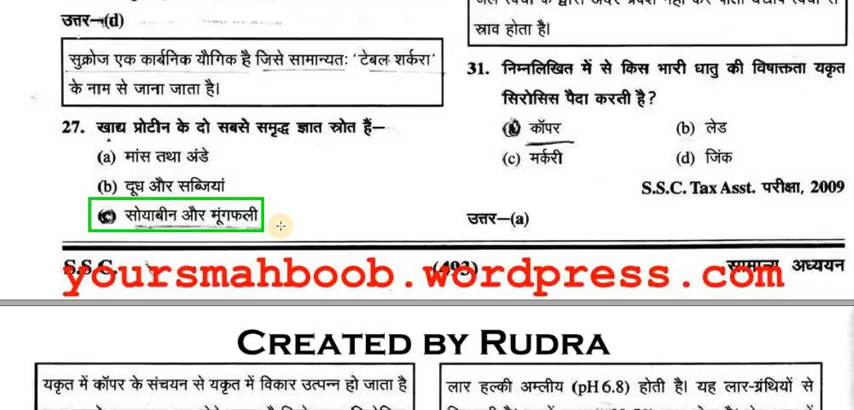 उत्तर—(d)
सुक्रोज एक कार्बनिक यौगिक है जिसे सामान्यतः 'टेबल शर्करा'
के नाम से जाना जाता है।
27. खाद्य प्रोटीन के दो सबसे समृद्ध ज्ञात स्रोत हैं—
(a) मांस तथा अंडे
(b) दूध और सब्जियां
(c) सोयाबीन और मूंगफली
स्राव होता है।
31. निम्नलिखित में से किस भारी धातु की विषाक्तता यकृत
सिरोसिस पैदा करती है?
(a) कॉपर (b) लेड
(c) मर्करी (d) जिंक
S.S.C. Tax Asst. परीक्षा, 2009
उत्तर—(a)
S.S.C. (493) सामान्य अध्ययन
yoursmahboob.wordpress.com
CREATED BY RUDRA
यकृत में कॉपर के संचयन से यकृत में विकार उत्पन्न हो जाता है
लार हल्की अम्लीय (pH 6.8) होती है। यह लार-ग्रंथियों से